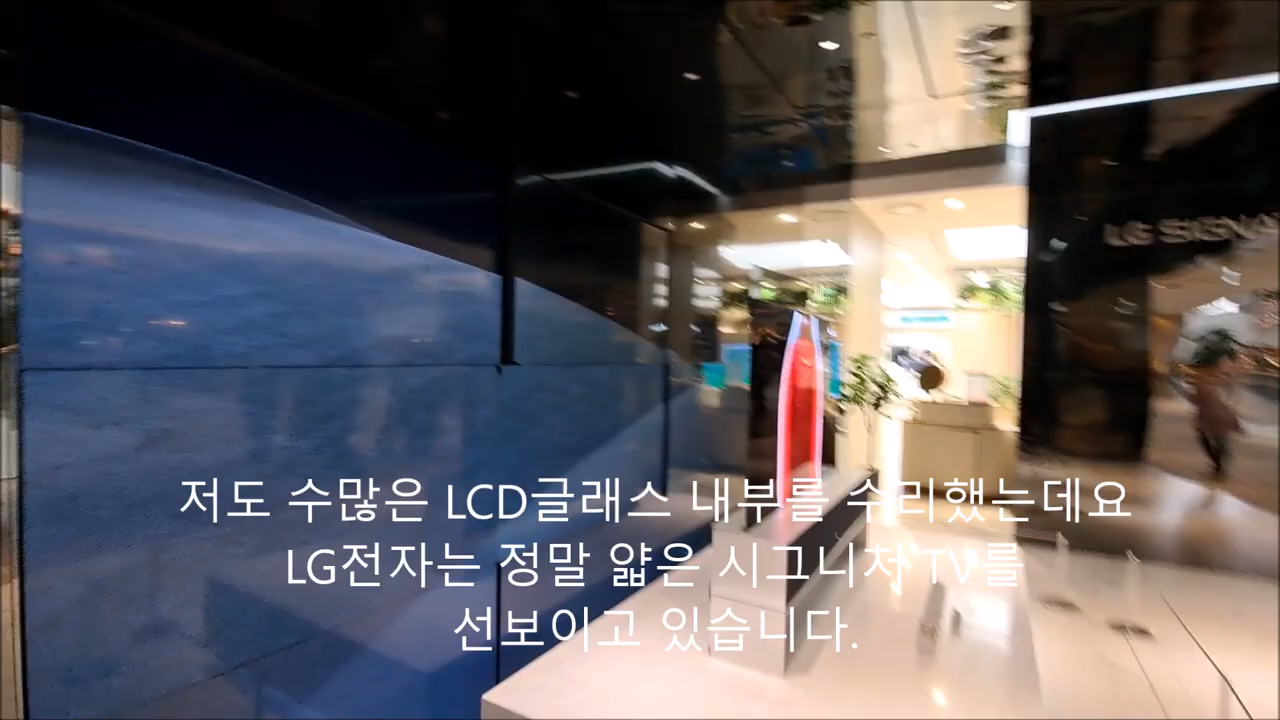 LG SIGNA
저도 수많은 LCD글래스 내부를 수리했는데요
LG전자는 정말 얇은 시그니처 TV를
선보이고 있습니다.